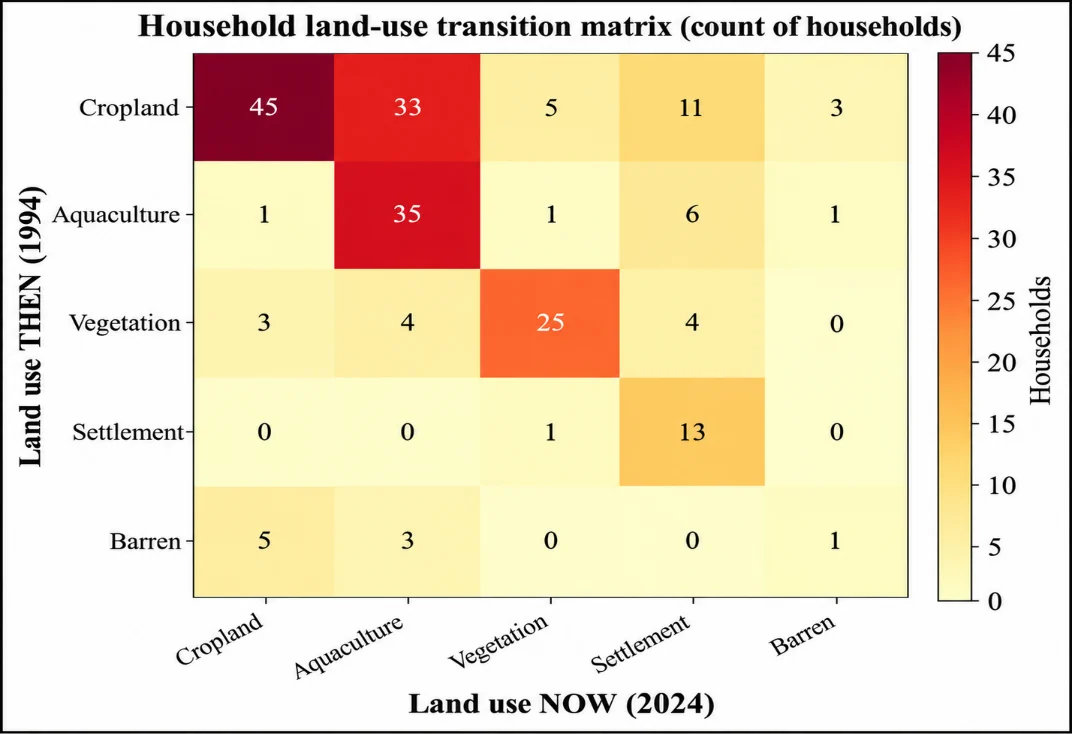 Household land-use transition matrix (count of households)
Land use THEN (1994)
Cropland 45 33 5 11 3
Aquaculture 1 35 1 6 1
Vegetation 3 4 25 4 0
Settlement 0 0 1 13 0
Barren 5 3 0 0 1
Cropland Aquaculture Vegetation Settlement Barren
Land use NOW (2024)
45
40
35
30
25
20
15
10
5
0
Households